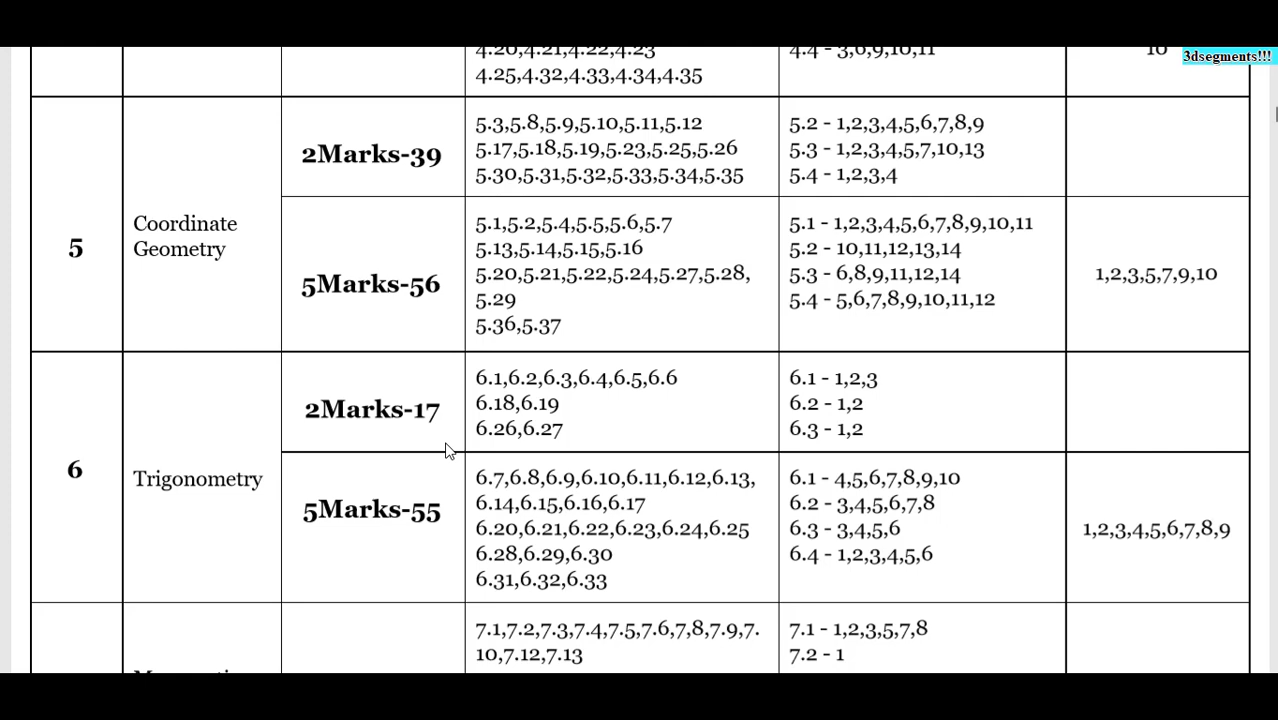 4.20,4.21,4.22,4.23
4.4 - 3,6,9,10,11
10
3dsegments!!!
4.25,4.32,4.33,4.34,4.35
5
Coordinate
Geometry
2Marks-39
5.3,5.8,5.9,5.10,5.11,5.12
5.17,5.18,5.19,5.23,5.25,5.26
5.30,5.31,5.32,5.33,5.34,5.35
5.2 - 1,2,3,4,5,6,7,8,9
5.3 - 1,2,3,4,5,7,10,13
5.4 - 1,2,3,4
5Marks-56
5.1,5.2,5.4,5.5,5.6,5.7
5.13,5.14,5.15,5.16
5.20,5.21,5.22,5.24,5.27,5.28,
5.29
5.36,5.37
5.1 - 1,2,3,4,5,6,7,8,9,10,11
5.2 - 10,11,12,13,14
5.3 - 6,8,9,11,12,14
5.4 - 5,6,7,8,9,10,11,12
1,2,3,5,7,9,10
6
Trigonometry
2Marks-17
6.1,6.2,6.3,6.4,6.5,6.6
6.18,6.19
6.26,6.27
6.1 - 1,2,3
6.2 - 1,2
6.3 - 1,2
5Marks-55
6.7,6.8,6.9,6.10,6.11,6.12,6.13,
6.14,6.15,6.16,6.17
6.20,6.21,6.22,6.23,6.24,6.25
6.28,6.29,6.30
6.31,6.32,6.33
6.1 - 4,5,6,7,8,9,10
6.2 - 3,4,5,6,7,8
6.3 - 3,4,5,6
6.4 - 1,2,3,4,5,6
1,2,3,4,5,6,7,8,9
7.1,7.2,7.3,7.4,7.5,7.6,7,8,7.9,7.
10,7.12,7.13
7.1 - 1,2,3,5,7,8
7.2 - 1